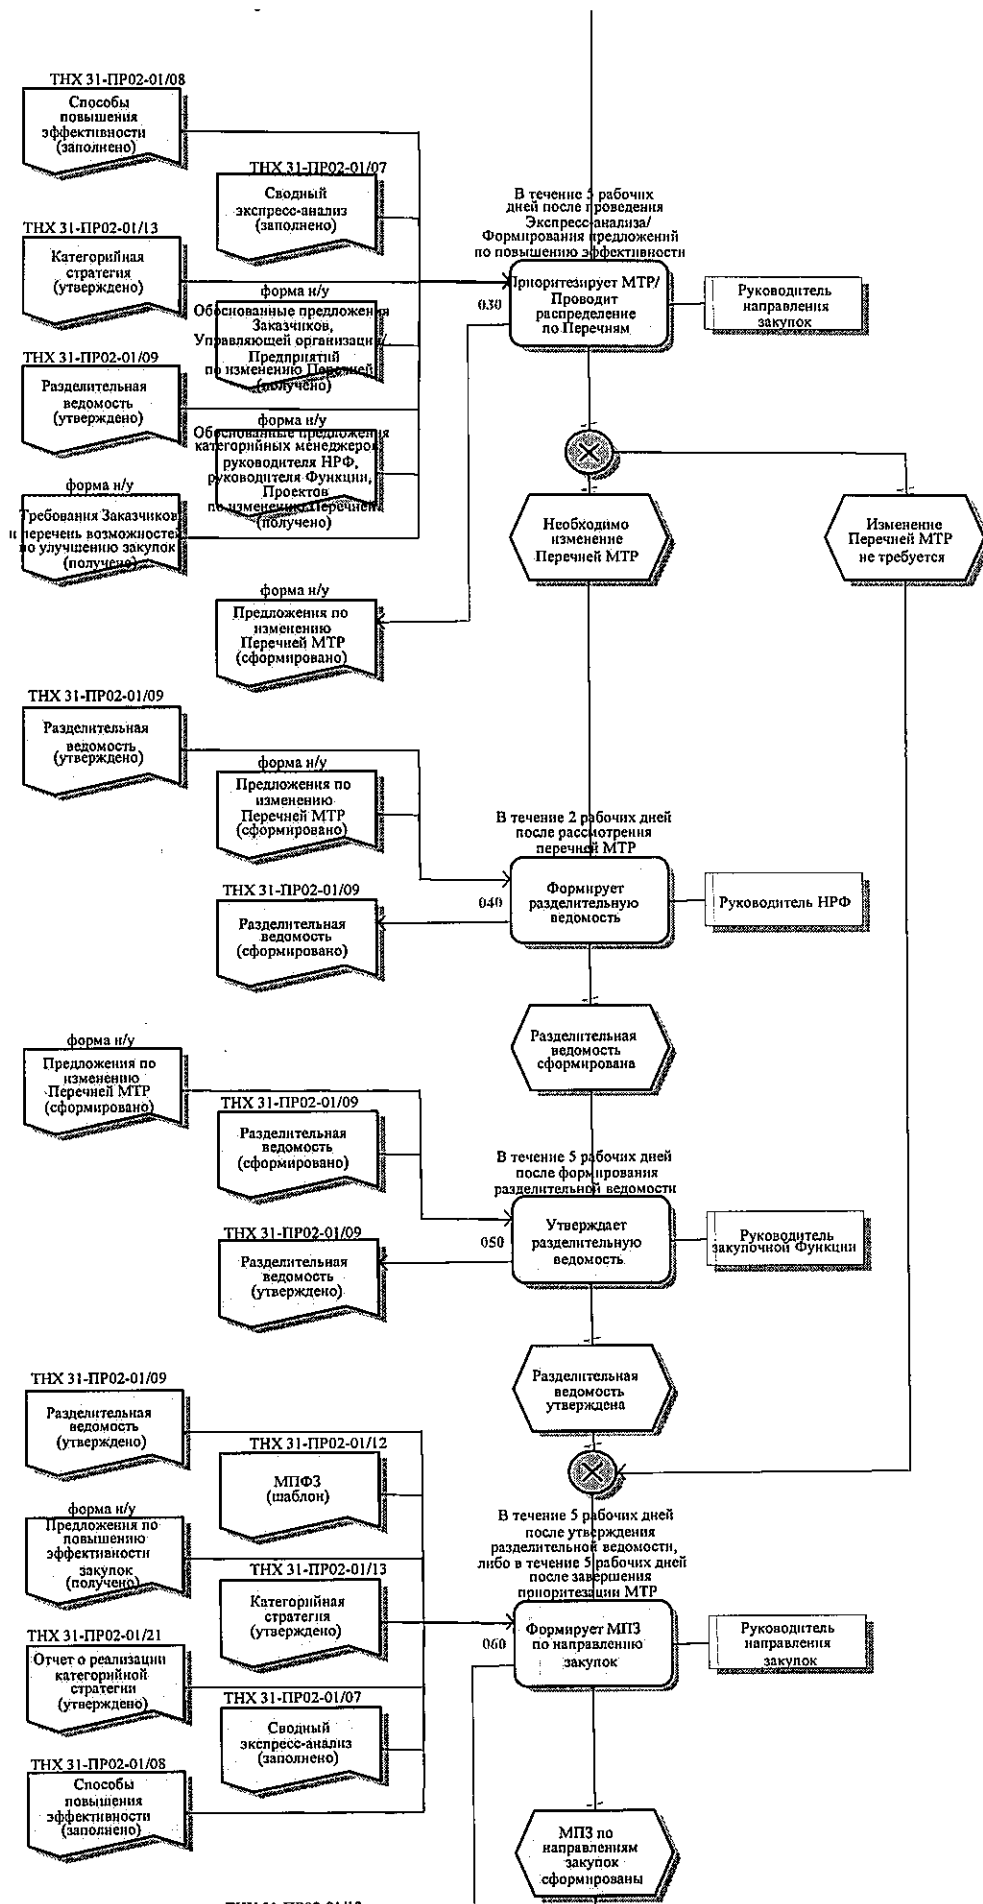 ТНХ 31-ПР02-01/08
Способы
повышения
эффективности
(заполнено)
ТНХ 31-ПР02-01/07
Сводный
экспресс-анализ
(заполнено)
ТНХ 31-ПР02-01/13
Категорийная
стратегия
(утверждено)
форма н/у
Обоснованные предложения
Заказчиков,
Управляющей организации/
Предприятий
по изменению Перечней
(получено)
ТНХ 31-ПР02-01/09
Разделительная
ведомость
(утверждено)
форма н/у
Обоснованные предложения
категорийных менеджеров,
руководителя НРФ,
руководителя Функции,
Проектов
по изменению Перечней
(получено)
форма н/у
Требования Заказчиков
и перечень возможностей
по улучшению закупок
(получено)
В течение 5 рабочих
дней после проведения
Экспресс-анализа/
Формирования предложений
по повышению эффективности
Приоритезирует МТР/
Проводит
распределение
по Перечням
030
Руководитель
направления
закупок
Необходимо
изменение
Перечней МТР
Изменение
Перечней МТР
не требуется
форма н/у
Предложения по
изменению
Перечней МТР
(сформировано)
ТНХ 31-ПР02-01/09
Разделительная
ведомость
(утверждено)
форма н/у
Предложения по
изменению
Перечней МТР
(сформировано)
В течение 2 рабочих дней
после рассмотрения
перечней МТР
Формирует
разделительную
ведомость
040
Руководитель НРФ
ТНХ 31-ПР02-01/09
Разделительная
ведомость
(сформировано)
Разделительная
ведомость
сформирована
форма н/у
Предложения по
изменению
Перечней МТР
(сформировано)
ТНХ 31-ПР02-01/09
Разделительная
ведомость
(сформировано)
В течение 5 рабочих дней
после формирования
разделительной ведомости
Утверждает
разделительную
ведомость
050
Руководитель
закупочной Функции
ТНХ 31-ПР02-01/09
Разделительная
ведомость
(утверждено)
Разделительная
ведомость
утверждена
ТНХ 31-ПР02-01/09
Разделительная
ведомость
(утверждено)
ТНХ 31-ПР02-01/12
МПФЗ
(шаблон)
форма н/у
Предложения по
повышению
эффективности
закупок
(получено)
ТНХ 31-ПР02-01/13
Категорийная
стратегия
(утверждено)
В течение 5 рабочих дней
после утверждения
разделительной ведомости,
либо в течение 5 рабочих дней
после завершения
приоритезации МТР
Формирует МПЗ
по направлению
закупок
060
Руководитель
направления
закупок
ТНХ 31-ПР02-01/21
Отчет о реализации
категорийной
стратегии
(утверждено)
ТНХ 31-ПР02-01/07
Сводный
экспресс-анализ
(заполнено)
ТНХ 31-ПР02-01/08
Способы
повышения
эффективности
(заполнено)
МПЗ по
направлениям
закупок
сформированы